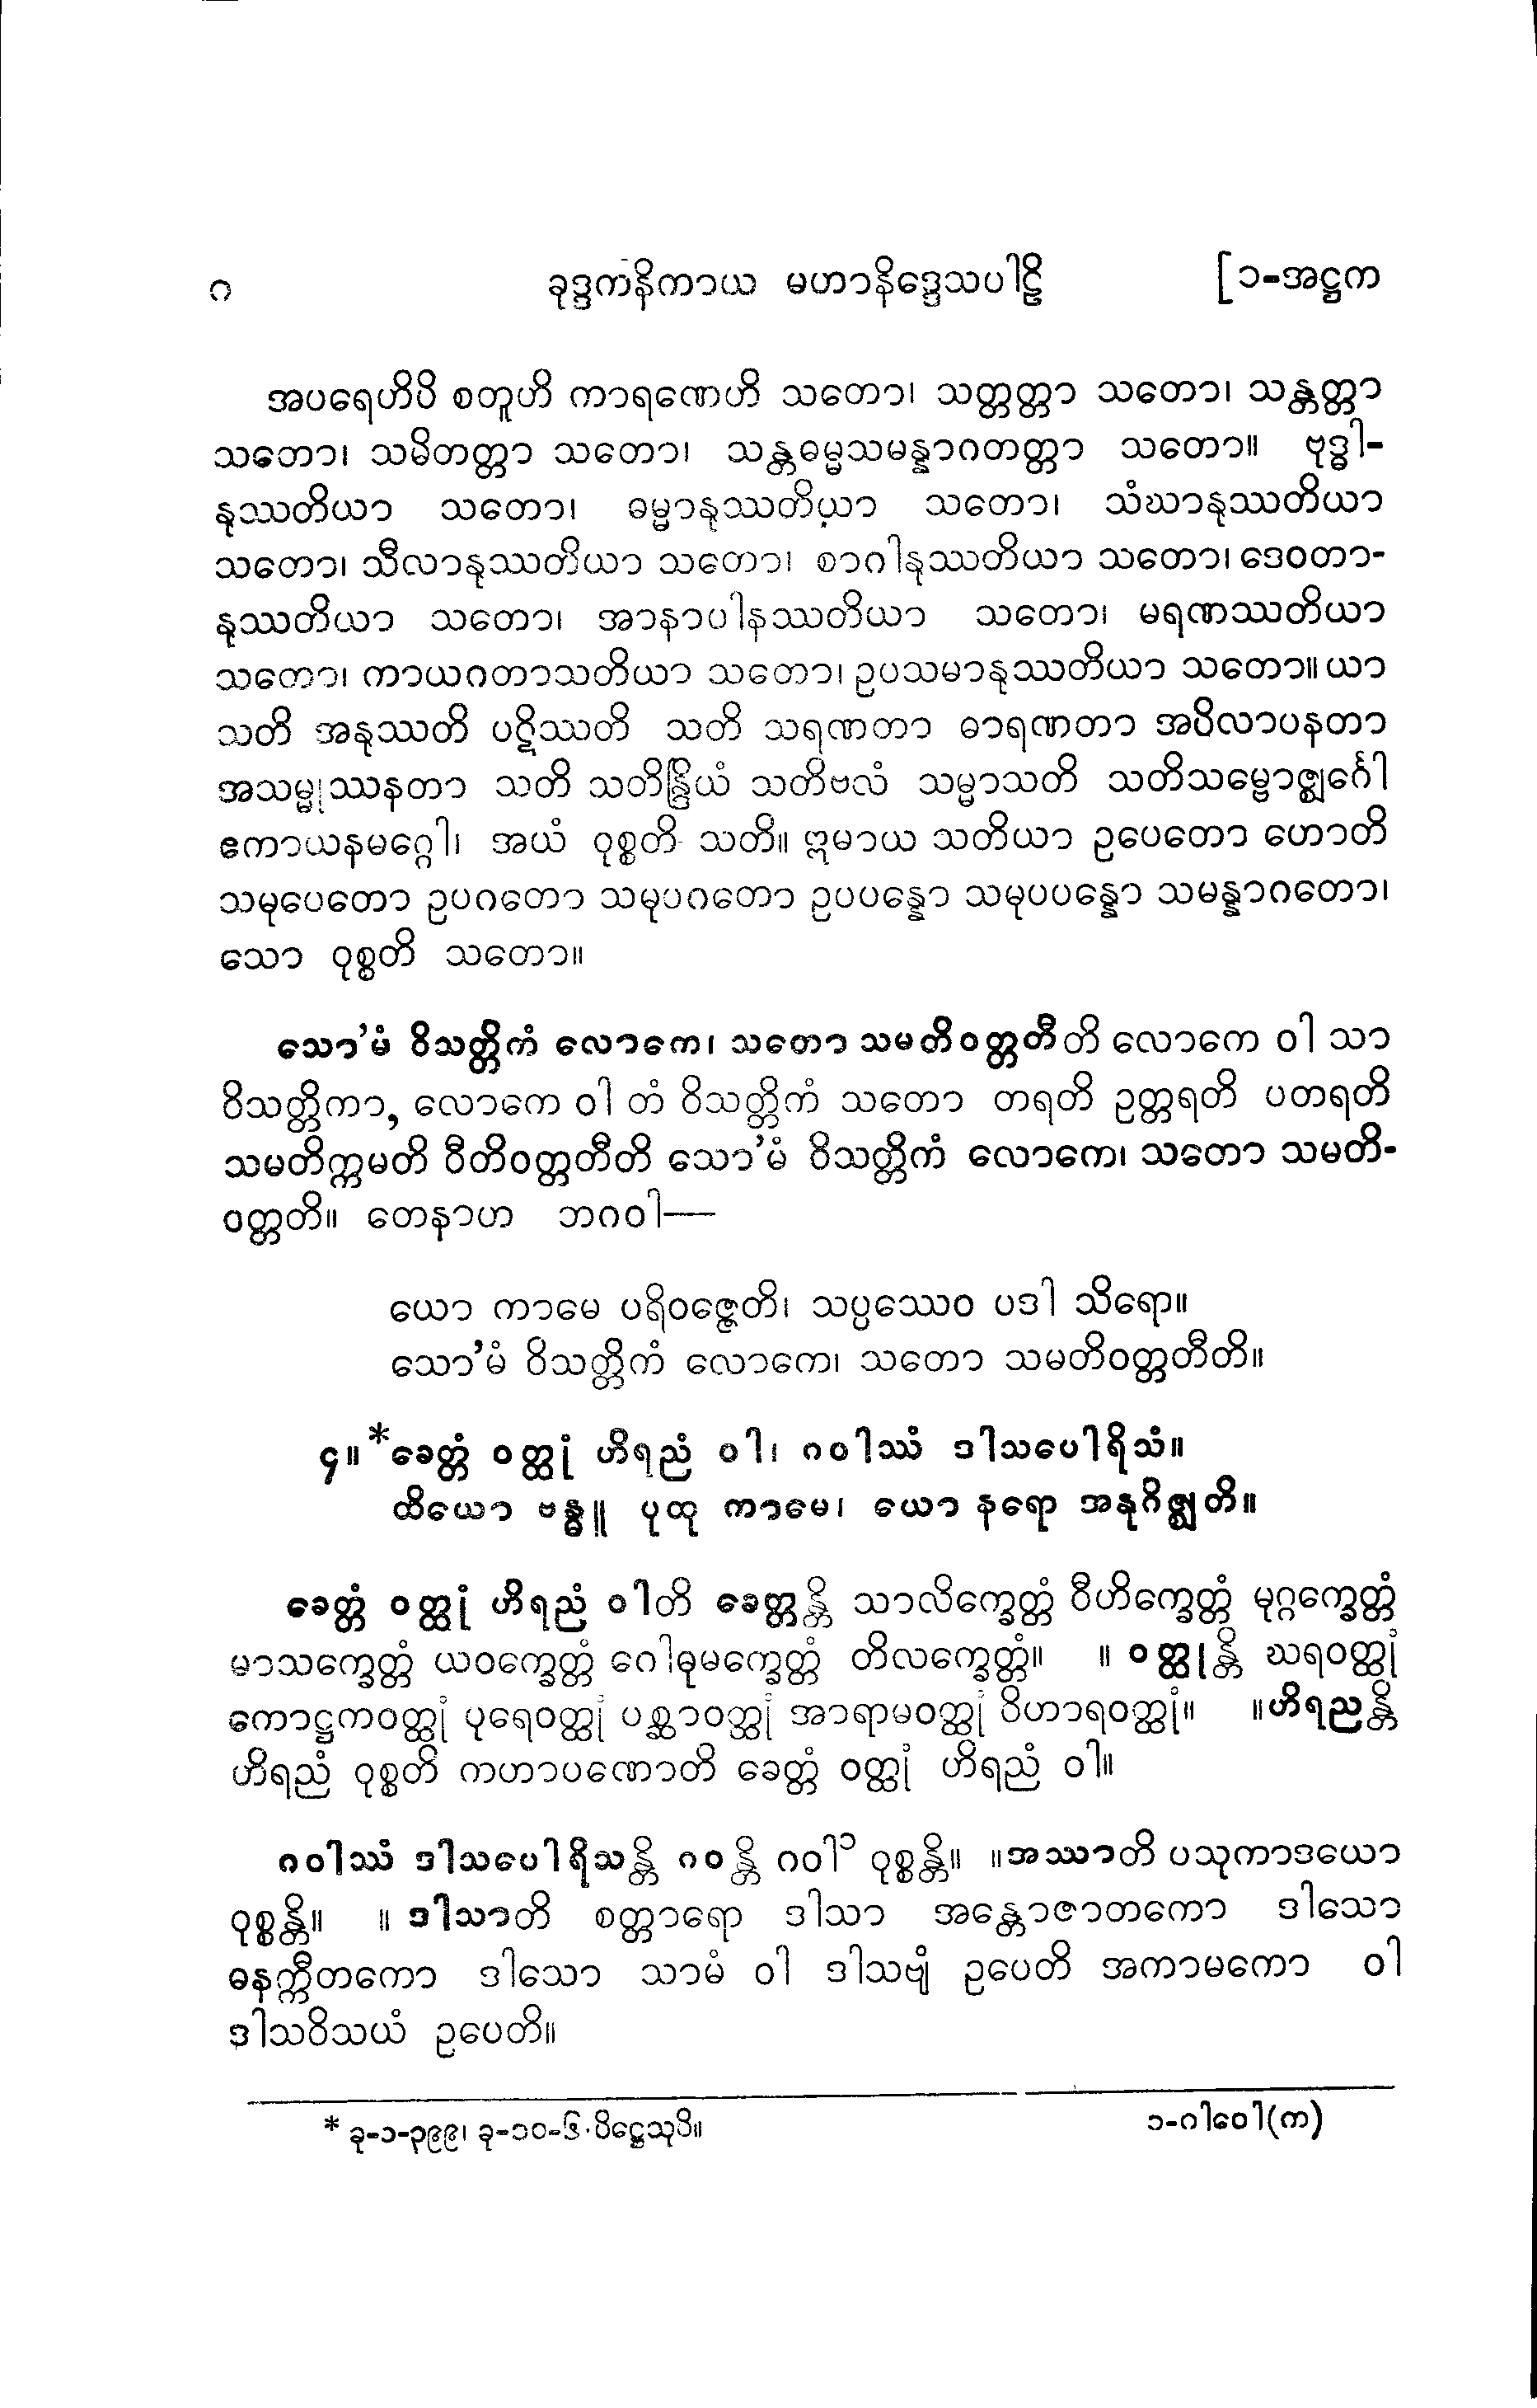 ၈ ခုဒ္ဒကနိကာယ မဟာနိဒ္ဒေသပါဠိ [၁-အဋ္ဌက
အပရေဟိပိ စတူဟိ ကာရဏေဟိ သတော၊ သတ္တတ္တာ သတော၊ သန္တတ္တာ
သတော၊ သမိတတ္တာ သတော၊ သန္တဓမ္မသမန္နာဂတတ္တာ သတော။ ဗုဒ္ဓါ-
နုဿတိယာ သတော၊ ဓမ္မာနုဿတိယာ သတော၊ သံဃာနုဿတိယာ
သတော၊ သီလာနုဿတိယာ သတော၊ စာဂါနုဿတိယာ သတော၊ ဒေဝတာ-
နုဿတိယာ သတော၊ အာနာပါနဿတိယာ သတော၊ မရဏဿတိယာ
သတော၊ ကာယဂတာသတိယာ သတော၊ ဥပသမာနုဿတိယာ သတော။ ယာ
သတိ အနုဿတိ ပဋိဿတိ သတိ သရဏတာ ဓာရဏတာ အပိလာပနတာ
အသမ္မုဿနတာ သတိ သတိန္ဒြိယံ သတိဗလံ သမ္မာသတိ သတိသမ္ဗောဇ္ဈင်္ဂေါ
ဧကာယနမဂ္ဂေါ၊ အယံ ဝုစ္စတိ သတိ။ ဣမာယ သတိယာ ဥပေတော ဟောတိ
သမုပေတော ဥပဂတော သမုပဂတော ဥပပန္နော သမုပပန္နော သမန္နာဂတော၊
သော ဝုစ္စတိ သတော။
သော’မံ ဝိသတ္တိကံ လောကေ၊ သတော သမတိဝတ္တတီတိ လောကေ ဝါ သာ
ဝိသတ္တိကာ, လောကေ ဝါ တံ ဝိသတ္တိကံ သတော တရတိ ဥတ္တရတိ ပတရတိ
သမတိက္ကမတိ ဝီတိဝတ္တတီတိ သော’မံ ဝိသတ္တိကံ လောကေ၊ သတော သမတိ-
ဝတ္တတိ။ တေနာဟ ဘဂဝါ—
ယော ကာမေ ပရိဝဇ္ဇေတိ၊ သပ္ပဿေဝ ပဒါ သိရော။
သော’မံ ဝိသတ္တိကံ လောကေ၊ သတော သမတိဝတ္တတီတိ။
၄။ *ခေတ္တံ ဝတ္ထုံ ဟိရညံ ဝါ၊ ဂဝါဿံ ဒါသပေါရိသံ။
ထိယော ဗန္ဓူ ပုထု ကာမေ၊ ယော နရော အနုဂိဇ္ဈတိ။
ခေတ္တံ ဝတ္ထုံ ဟိရညံ ဝါတိ ခေတ္တန္တိ သာလိက္ခေတ္တံ ဝီဟိက္ခေတ္တံ မုဂ္ဂက္ခေတ္တံ
မာသက္ခေတ္တံ ယဝက္ခေတ္တံ ဂေါဓုမက္ခေတ္တံ တိလက္ခေတ္တံ။ ။ ဝတ္ထုန္တိ ဃရဝတ္ထုံ
ကောဋ္ဌကဝတ္ထုံ ပုရေဝတ္ထုံ ပစ္ဆာဝတ္ထုံ အာရာမဝတ္ထုံ ဝိဟာရဝတ္ထုံ။ ။ဟိရညန္တိ
ဟိရညံ ဝုစ္စတိ ကဟာပဏောတိ ခေတ္တံ ဝတ္ထုံ ဟိရညံ ဝါ။
ဂဝါဿံ ဒါသပေါရိသန္တိ ဂဝန္တိ ဂဝါ၁ ဝုစ္စန္တိ။ ။အဿာတိ ပသုကာဒယော
ဝုစ္စန္တိ။ ။ ဒါသာတိ စတ္တာရော ဒါသာ အန္တောဇာတကော ဒါသော
ဓနက္ကီတကော ဒါသော သာမံ ဝါ ဒါသဗျံ ဥပေတိ အကာမကော ဝါ
ဒါသဝိသယံ ဥပေတိ။
* ခု-၁-၃၉၉၊ ခု-၁၀-၆-ပိဋ္ဌေသုပိ။ ၁-ဂါဝေါ(က)